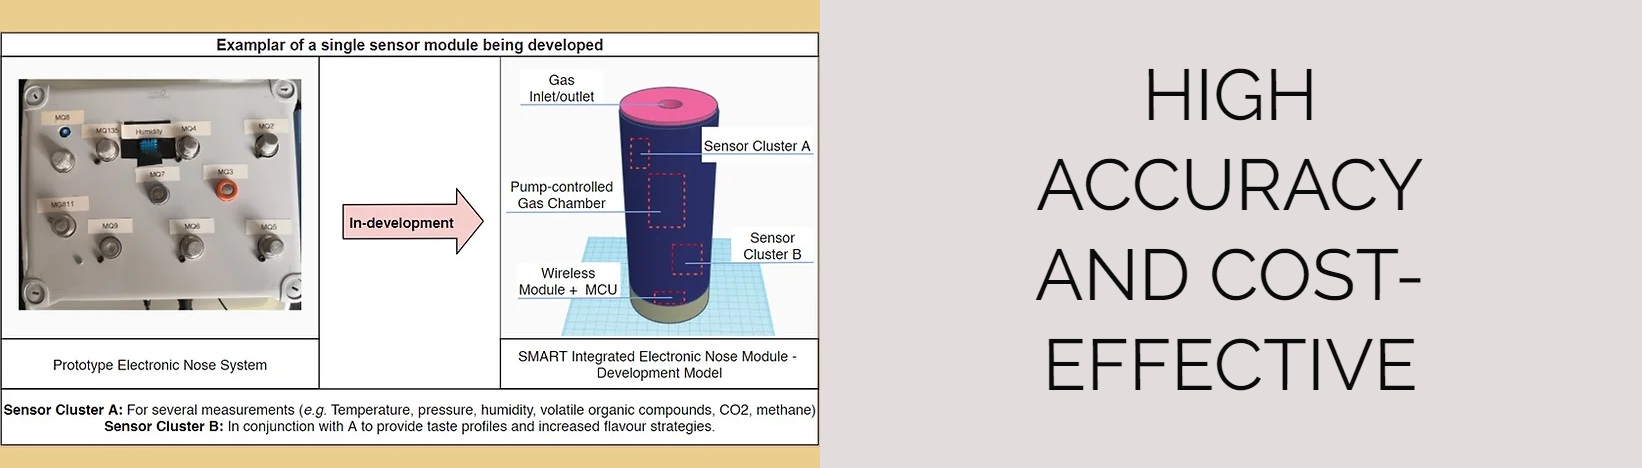 Examplar of a single sensor module being developed
MQ8
MQ135
Humidity
MQ4
MQ2
MQ7
MQ3
MG811
MQ9
MQ6
MQ5
In-development
Gas
Inlet/outlet
Sensor Cluster A
Pump-controlled
Gas Chamber
Sensor
Cluster B
Wireless
Module + MCU
Prototype Electronic Nose System
SMART Integrated Electronic Nose Module -
Development Model
Sensor Cluster A: For several measurements (e.g. Temperature, pressure, humidity, volatile organic compounds, CO2, methane)
Sensor Cluster B: In conjunction with A to provide taste profiles and increased flavour strategies.
HIGH
ACCURACY
AND COST-
EFFECTIVE